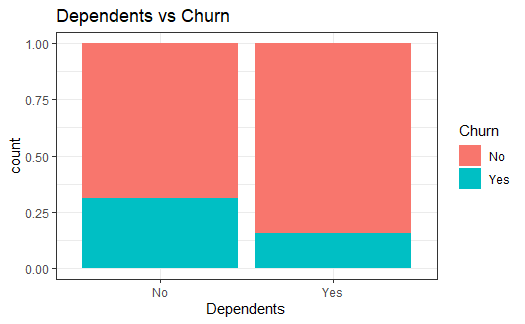 Dependents vs Churn
1.00
0.75
0.50
0.25
0.00
count
No
Yes
Dependents
Churn
No
Yes